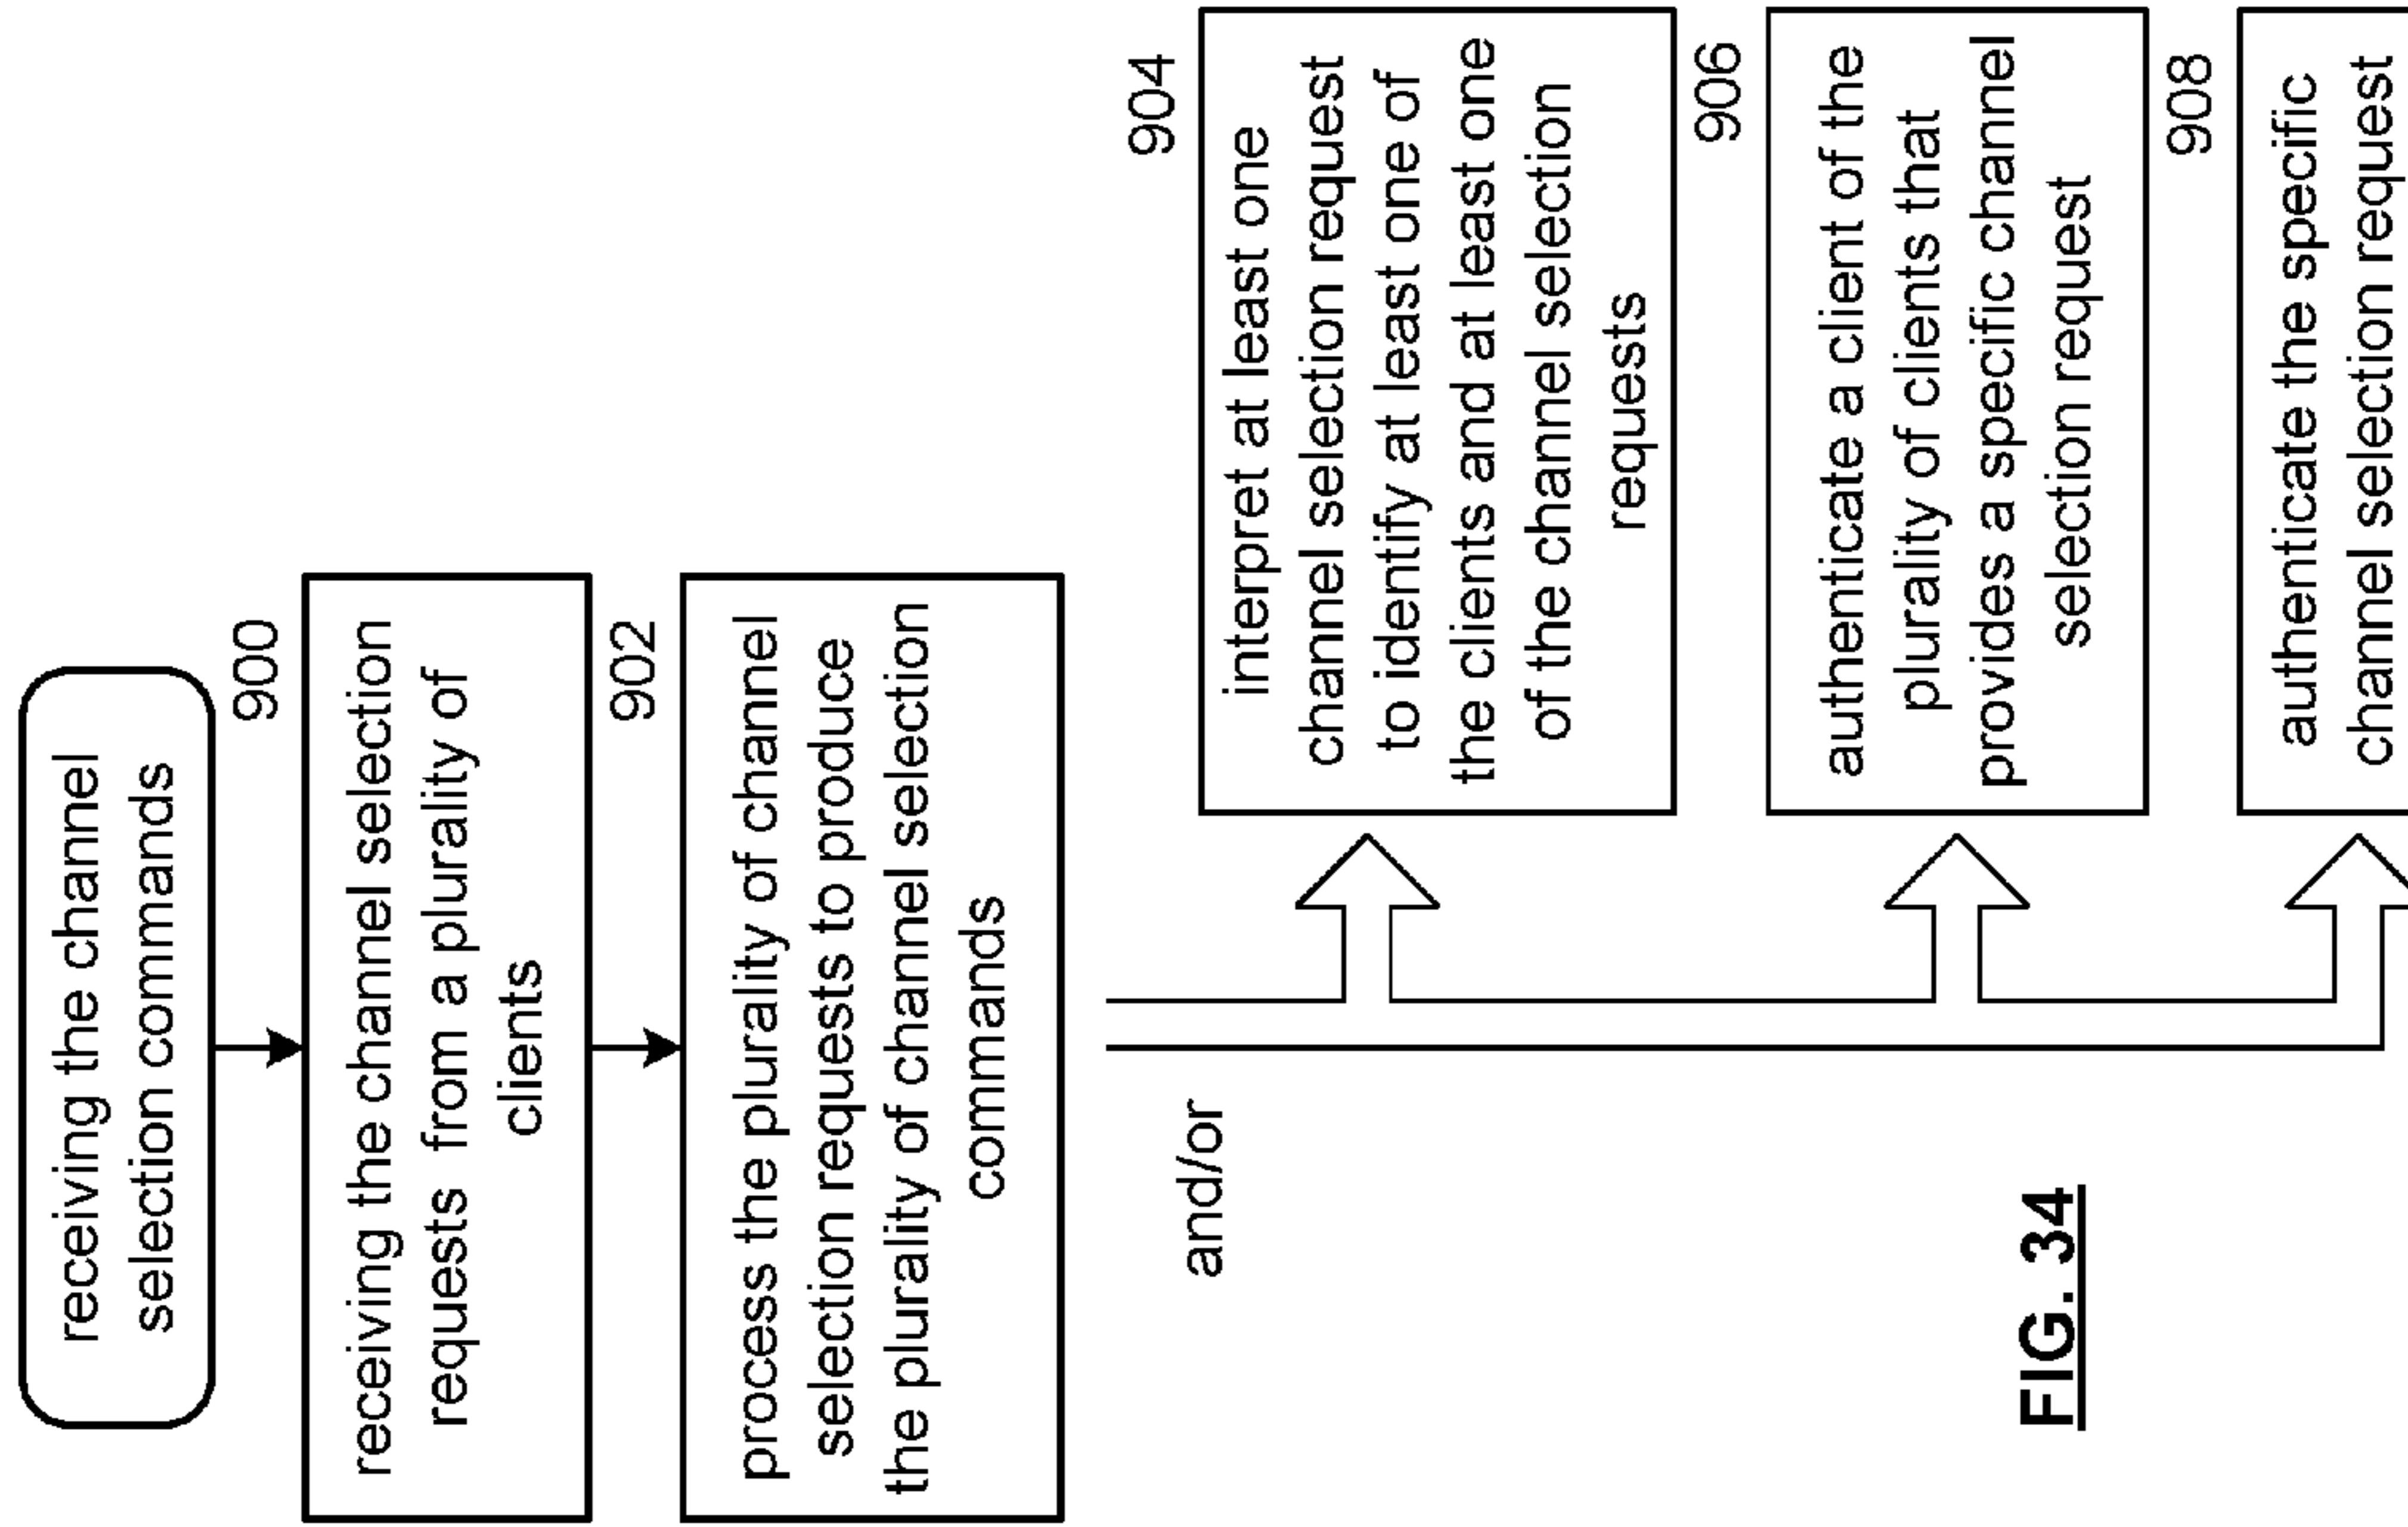 receiving the channel
selection commands
900
receiving the channel selection
requests from a plurality of
clients
902
process the plurality of channel
selection requests to produce
the plurality of channel selection
commands
and/or
904
interpret at least one
channel selection request
to identify at least one of
the clients and at least one
of the channel selection
requests
906
authenticate a client of the
plurality of clients that
provides a specific channel
selection request
908
authenticate the specific
channel selection request
FIG. 34